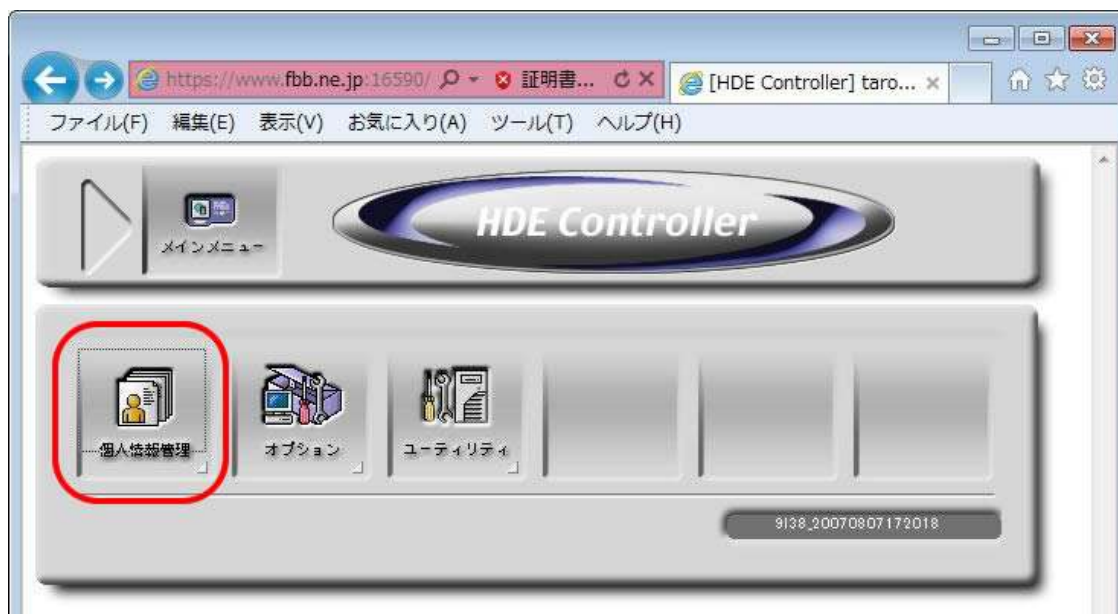 https://www.fbb.ne.jp:16590/
証明書...
[HDE Controller] taro...
ファイル(F) 編集(E) 表示(V) お気に入り(A) ツール(T) ヘルプ(H)
メインメニュー
HDE Controller
個人情報管理
オプション
ユーティリティ
9I38_20070807172018